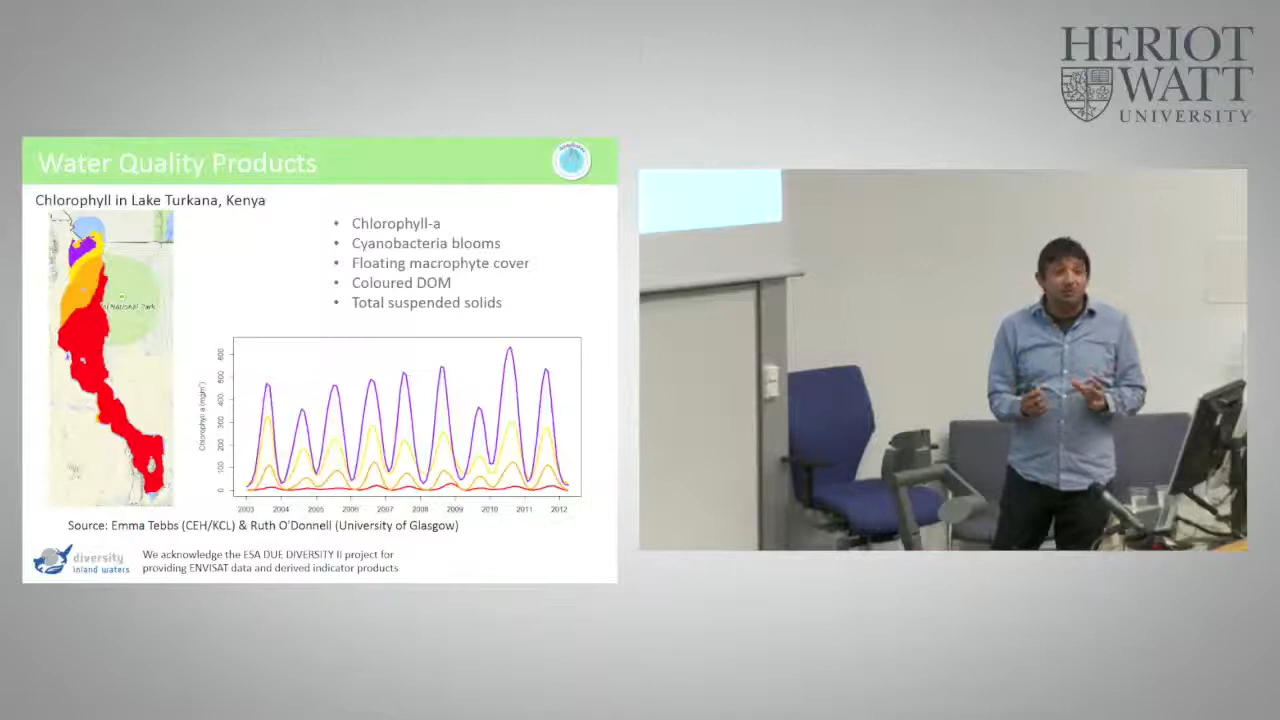 HERIOT
WATT
UNIVERSITY
Water Quality Products
Chlorophyll in Lake Turkana, Kenya
• Chlorophyll-a
• Cyanobacteria blooms
• Floating macrophyte cover
• Coloured DOM
• Total suspended solids
National Park
Chlorophyll a (mg/m³)
0
100
200
300
400
500
600
2003 2004 2005 2006 2007 2008 2009 2010 2011 2012
Source: Emma Tebbs (CEH/KCL) & Ruth O'Donnell (University of Glasgow)
diversity
inland waters
We acknowledge the ESA DUE DIVERSITY II project for
providing ENVISAT data and derived indicator products